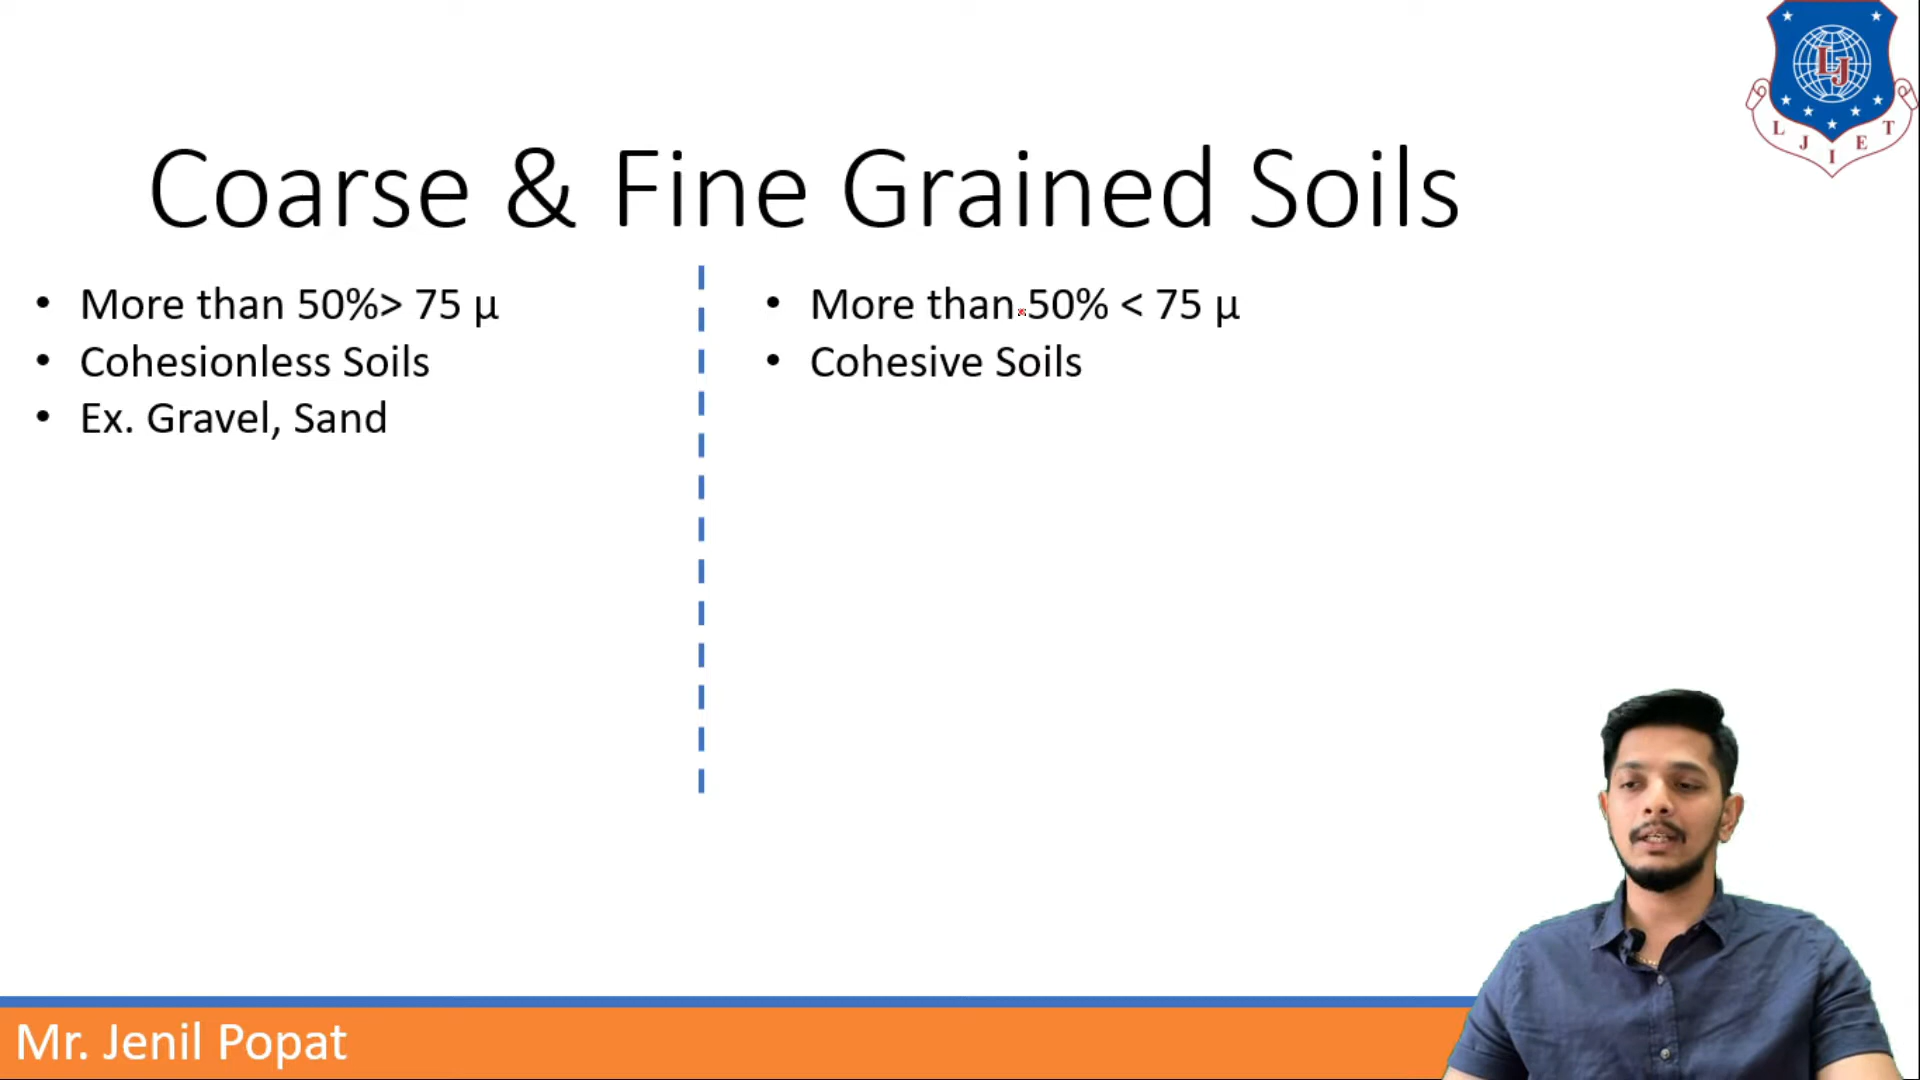 LJ
L J I E T
Coarse & Fine Grained Soils
• More than 50%> 75 μ
• Cohesionless Soils
• Ex. Gravel, Sand
• More than 50% < 75 μ
• Cohesive Soils
Mr. Jenil Popat